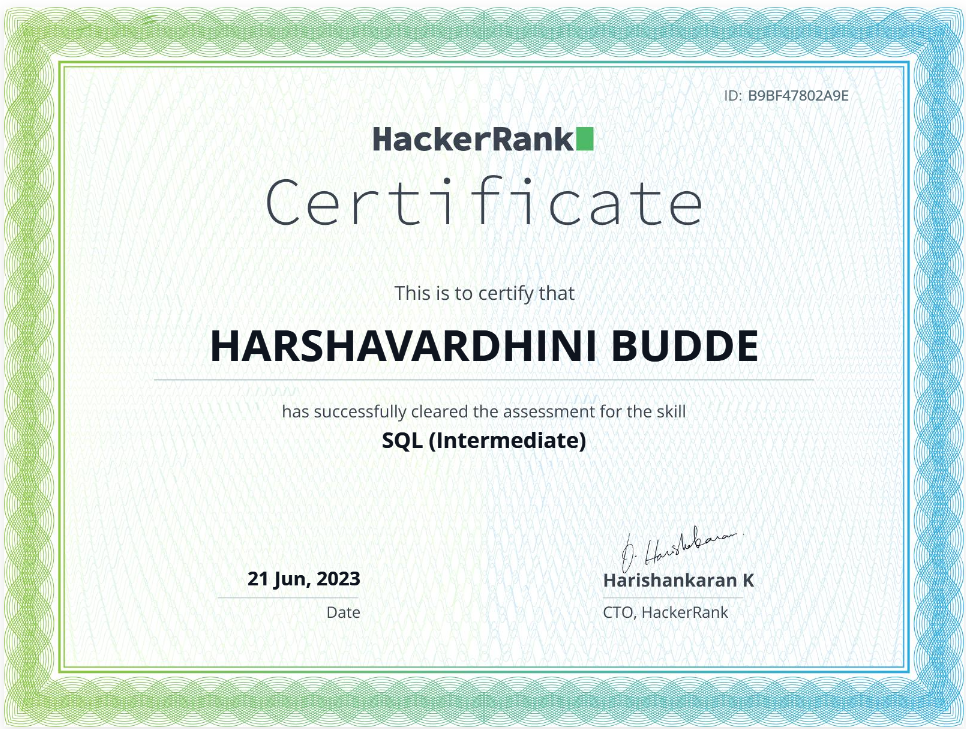 ID: B9BF47802A9E
HackerRank
Certificate
This is to certify that
HARSHAVARDHINI BUDDE
has successfully cleared the assessment for the skill
SQL (Intermediate)
21 Jun, 2023
Date
Harishankaran K
CTO, HackerRank